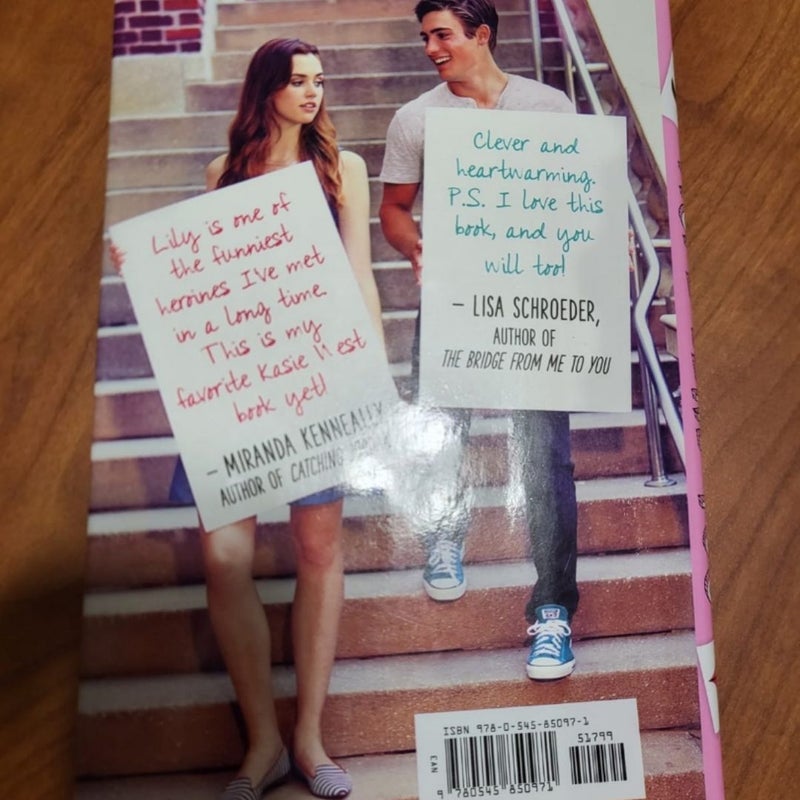 Lily is one of
the funniest
heroines I've met
in a long time.
This is my
favorite Kasie West
book yet!
– MIRANDA KENNEALLY,
AUTHOR OF CATCHING
Clever and
heartwarming.
P.S. I love this
book, and you
will too!
– LISA SCHROEDER,
AUTHOR OF
THE BRIDGE FROM ME TO YOU
ISBN 978-0-545-85097-1
51799
EAN
9 780545 850971